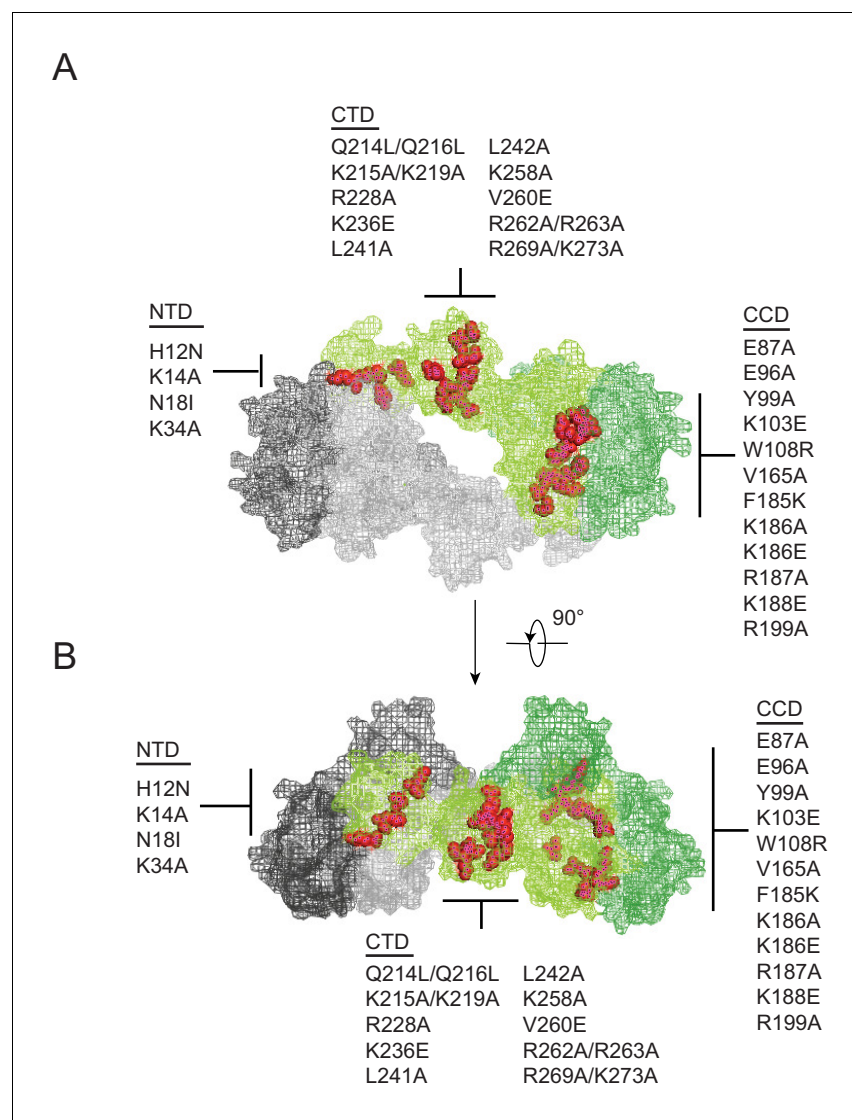 A
CTD
Q214L/Q216L L242A
K215A/K219A K258A
R228A V260E
K236E R262A/R263A
L241A R269A/K273A
NTD
H12N
K14A
N18I
K34A
CCD
E87A
E96A
Y99A
K103E
W108R
V165A
F185K
K186A
K186E
R187A
K188E
R199A
90°
B
NTD
H12N
K14A
N18I
K34A
CCD
E87A
E96A
Y99A
K103E
W108R
V165A
F185K
K186A
K186E
R187A
K188E
R199A
CTD
Q214L/Q216L L242A
K215A/K219A K258A
R228A V260E
K236E R262A/R263A
L241A R269A/K273A